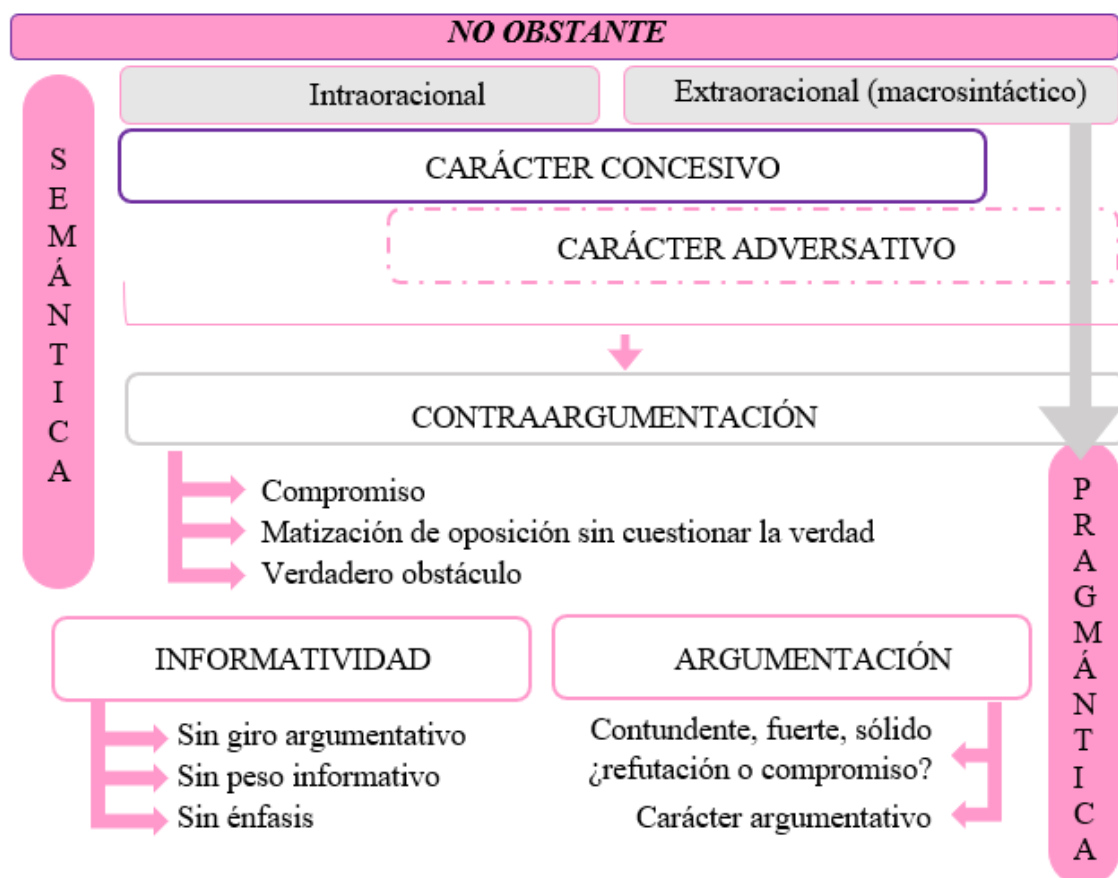 NO OBSTANTE
Intraoracional
Extraoracional (macrosintáctico)
SEMÁNTICA
CARÁCTER CONCESIVO
CARÁCTER ADVERSATIVO
CONTRAARGUMENTACIÓN
Compromiso
Matización de oposición sin cuestionar la verdad
Verdadero obstáculo
PRAGMÁNTICA
INFORMATIVIDAD
Sin giro argumentativo
Sin peso informativo
Sin énfasis
ARGUMENTACIÓN
Contundente, fuerte, sólido
¿refutación o compromiso?
Carácter argumentativo